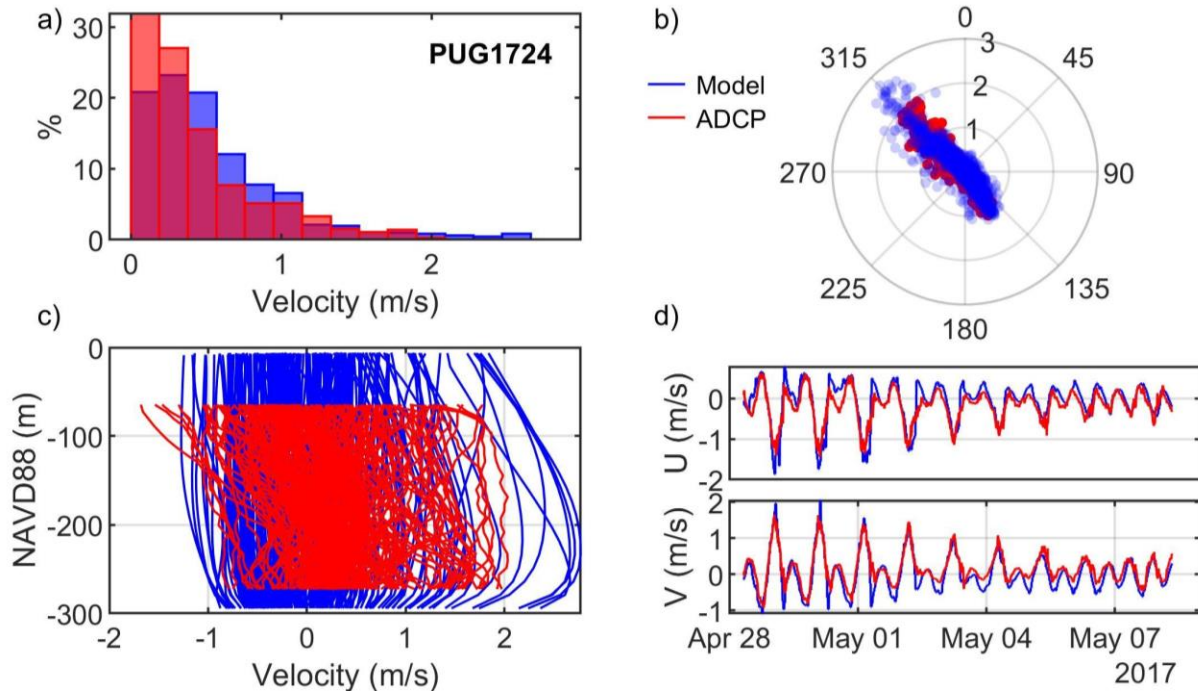 a)
30
20
10
0
%
PUG1724
0
1
2
Velocity (m/s)
Model
ADCP
b)
0
45
90
135
180
225
270
315
1
2
3
c)
0
-100
-200
-300
NAVD88 (m)
-2
-1
0
1
2
Velocity (m/s)
d)
0
-1
-2
U (m/s)
2
1
0
-1
V (m/s)
Apr 28
May 01
May 04
May 07
2017